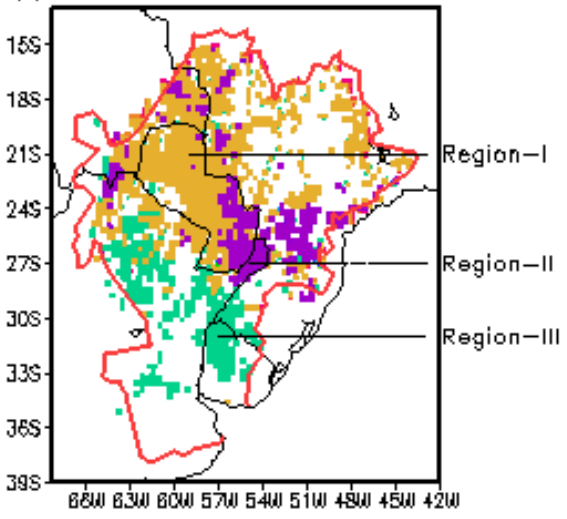 15S
18S
21S
Region-I
24S
27S
Region-II
30S
Region-III
33S
36S
39S
66W 63W 60W 57W 54W 51W 48W 45W 42W